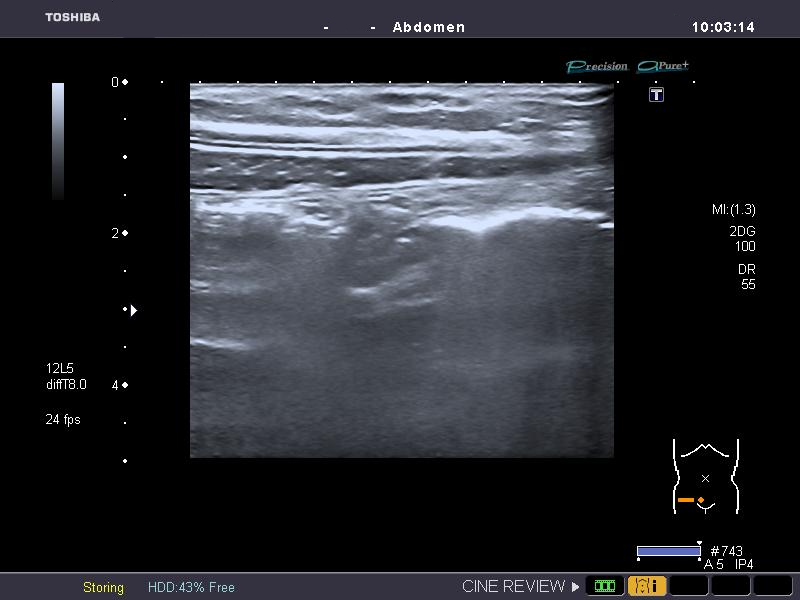 TOSHIBA
- - Abdomen 10:03:14
Precision APure+
0
T
MI:(1.3)
2
2DG
100
DR
55
12L5
diffT8.0
4
24 fps
#743
A 5 IP4
Storing HDD:43% Free CINE REVIEW
i